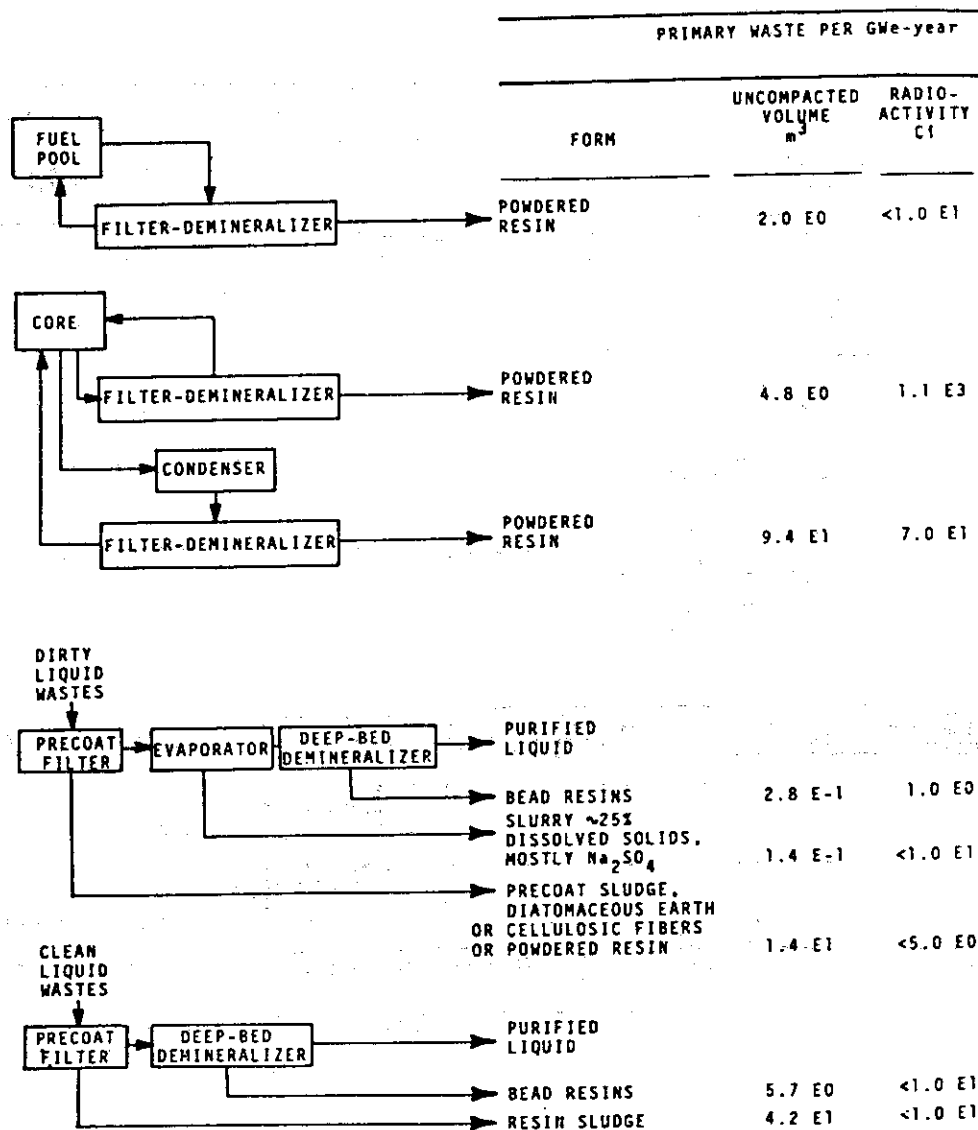 PRIMARY WASTE PER GWe-year
FORM
UNCOMPACTED
VOLUME
m³
RADIO-
ACTIVITY
Ci
FUEL
POOL
FILTER-DEMINERALIZER
POWDERED
RESIN
2.0 E0
<1.0 E1
CORE
FILTER-DEMINERALIZER
POWDERED
RESIN
4.8 E0
1.1 E3
CONDENSER
FILTER-DEMINERALIZER
POWDERED
RESIN
9.4 E1
7.0 E1
DIRTY
LIQUID
WASTES
PRECOAT
FILTER
EVAPORATOR
DEEP-BED
DEMINERALIZER
PURIFIED
LIQUID
BEAD RESINS 2.8 E-1 1.0 E0
SLURRY ~25%
DISSOLVED SOLIDS,
MOSTLY Na₂SO₄ 1.4 E-1 <1.0 E1
PRECOAT SLUDGE,
DIATOMACEOUS EARTH
OR CELLULOSIC FIBERS
OR POWDERED RESIN 1.4 E1 <5.0 E0
CLEAN
LIQUID
WASTES
PRECOAT
FILTER
DEEP-BED
DEMINERALIZER
PURIFIED
LIQUID
BEAD RESINS 5.7 E0 <1.0 E1
RESIN SLUDGE 4.2 E1 <1.0 E1